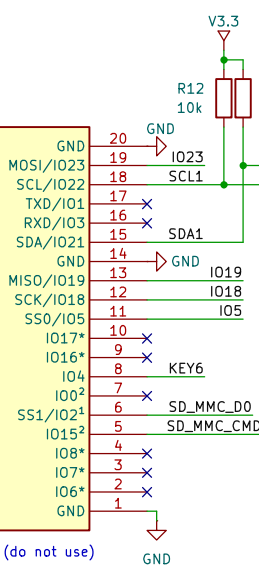 V3.3
R12
10k
GND
GND 20
MOSI/IO23 19 IO23
SCL/IO22 18 SCL1
TXD/IO1 17
RXD/IO3 16
SDA/IO21 15 SDA1
GND 14 GND
MISO/IO19 13 IO19
SCK/IO18 12 IO18
SS0/IO5 11 IO5
IO17* 10
IO16* 9
IO4 8 KEY6
IO0² 7
SS1/IO2¹ 6 SD_MMC_D0
IO15² 5 SD_MMC_CMD
IO8* 4
IO7* 3
IO6* 2
GND 1
(do not use)
GND